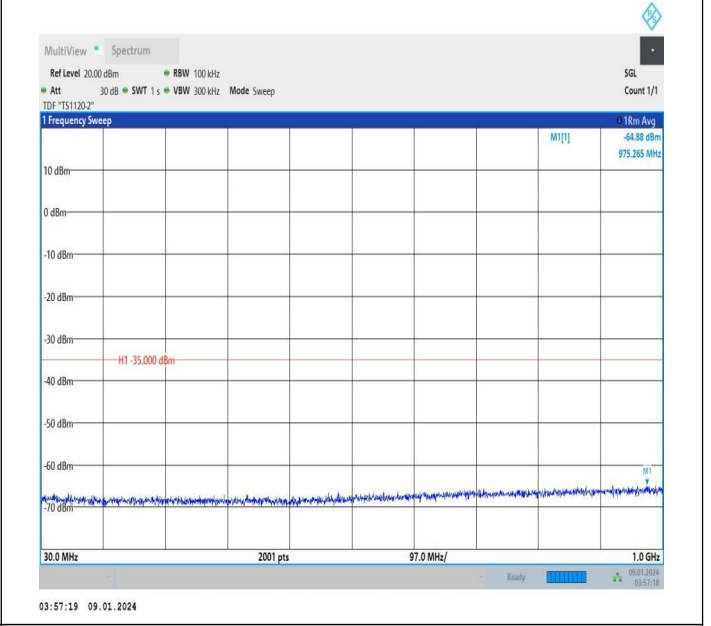 R S
MultiView Spectrum
Ref Level 20.00 dBm RBW 100 kHz SGL
Att 30 dB SWT 1 s VBW 300 kHz Mode Sweep Count 1/1
TDF "TS1120-2"
1 Frequency Sweep 1Rm Avg
M1[1] -64.88 dBm
975.265 MHz
10 dBm
0 dBm
-10 dBm
-20 dBm
-30 dBm
H1 -35.000 dBm
-40 dBm
-50 dBm
-60 dBm
M1
-70 dBm
30.0 MHz 2001 pts 97.0 MHz/ 1.0 GHz
Ready 09.01.2024
03:57:18
03:57:19 09.01.2024